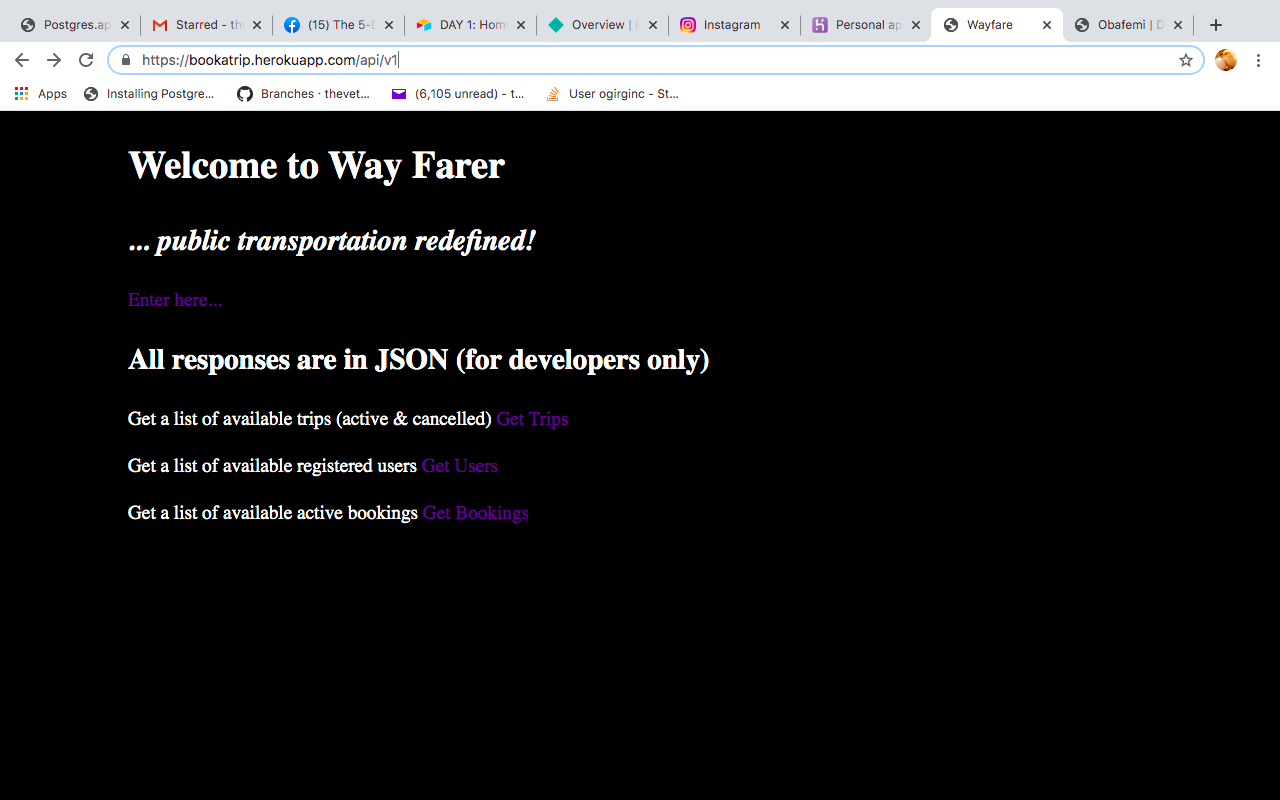 Postgres.ap
Starred - th
(15) The 5-D
DAY 1: Hom
Overview |
Instagram
Personal ap
Wayfare
Obafemi | D
https://bookatrip.herokuapp.com/api/v1
Apps
Installing Postgre...
Branches · thevet...
(6,105 unread) - t...
User ogirginc - St...
Welcome to Way Farer
... public transportation redefined!
Enter here...
All responses are in JSON (for developers only)
Get a list of available trips (active & cancelled) Get Trips
Get a list of available registered users Get Users
Get a list of available active bookings Get Bookings